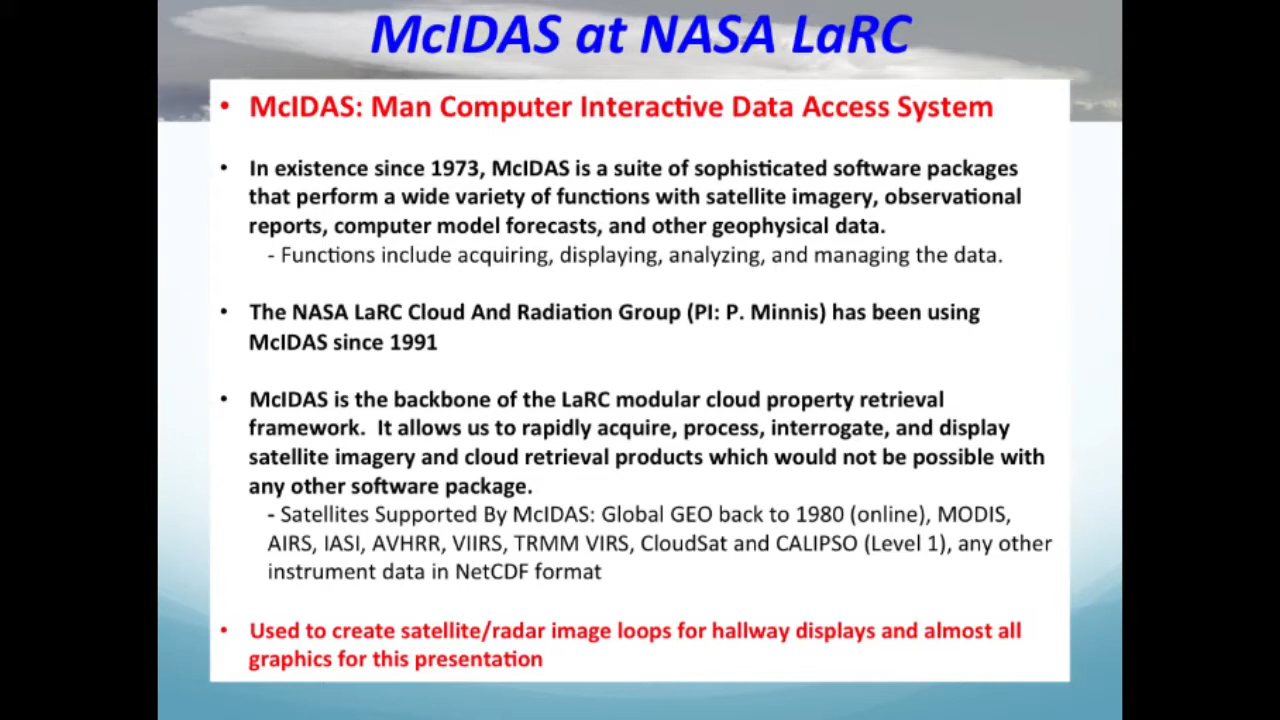 McIDAS at NASA LaRC
• McIDAS: Man Computer Interactive Data Access System
• In existence since 1973, McIDAS is a suite of sophisticated software packages
that perform a wide variety of functions with satellite imagery, observational
reports, computer model forecasts, and other geophysical data.
- Functions include acquiring, displaying, analyzing, and managing the data.
• The NASA LaRC Cloud And Radiation Group (PI: P. Minnis) has been using
McIDAS since 1991
• McIDAS is the backbone of the LaRC modular cloud property retrieval
framework. It allows us to rapidly acquire, process, interrogate, and display
satellite imagery and cloud retrieval products which would not be possible with
any other software package.
- Satellites Supported By McIDAS: Global GEO back to 1980 (online), MODIS,
AIRS, IASI, AVHRR, VIIRS, TRMM VIRS, CloudSat and CALIPSO (Level 1), any other
instrument data in NetCDF format
• Used to create satellite/radar image loops for hallway displays and almost all
graphics for this presentation